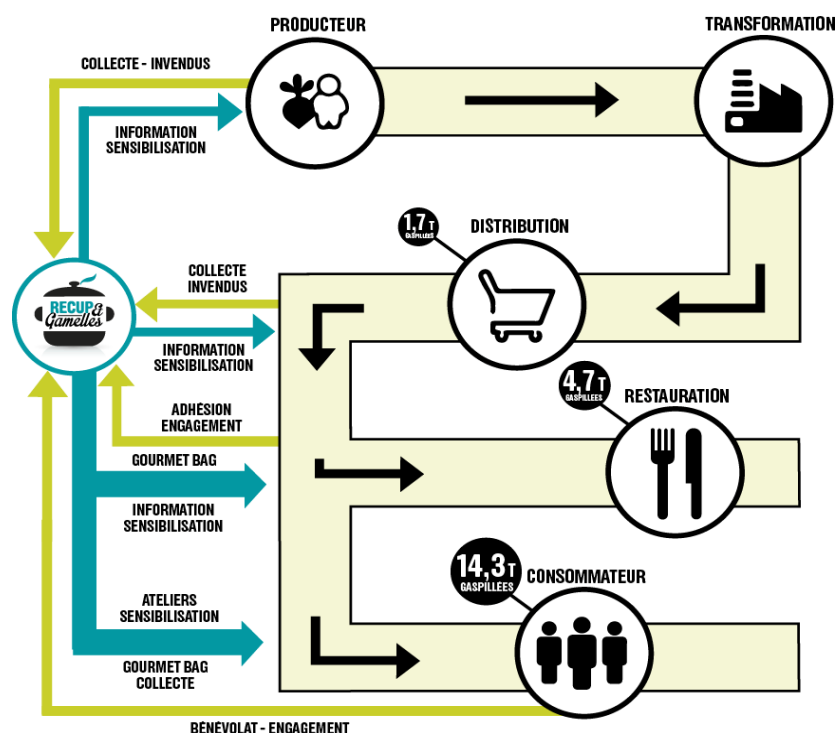 PRODUCTEUR
TRANSFORMATION
COLLECTE - INVENDUS
INFORMATION
SENSIBILISATION
1,7 T
GASPILLÉES
DISTRIBUTION
COLLECTE
INVENDUS
RECUP &
Gamelles
INFORMATION
SENSIBILISATION
4,7 T
GASPILLÉES
RESTAURATION
ADHÉSION
ENGAGEMENT
GOURMET BAG
INFORMATION
SENSIBILISATION
14,3 T
GASPILLÉES
CONSOMMATEUR
ATELIERS
SENSIBILISATION
GOURMET BAG
COLLECTE
BÉNÉVOLAT - ENGAGEMENT